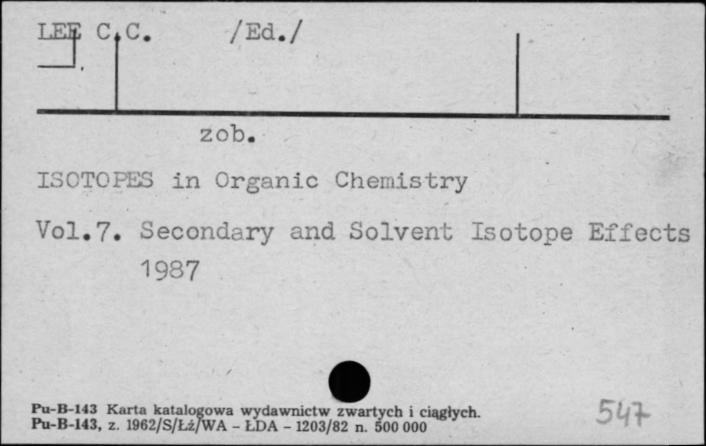 LEE C.C. /Ed./
zob.
ISOTOPES in Organic Chemistry
Vol.7. Secondary and Solvent Isotope Effects
1987
Pu-B-143 Karta katalogowa wydawnictw zwartych i ciągłych.
Pu-B-143, z. 1962/S/Łż/WA - ŁDA - 1203/82 n. 500 000
547